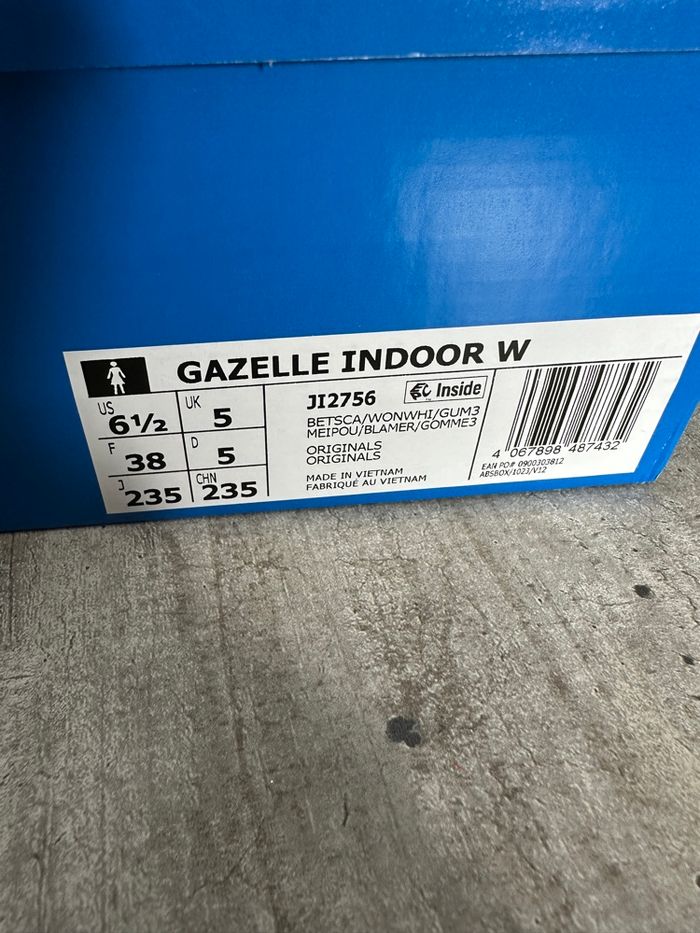 GAZELLE INDOOR W
US 6½ UK 5
F 38 D 5
J 235 CHN 235
JI2756 Inside
BETSCA/WONWHI/GUM3
MEIPOU/BLAMER/GOMME3
ORIGINALS
ORIGINALS
MADE IN VIETNAM
FABRIQUÉ AU VIETNAM
4 067898 487432
EAN PO# 0900303812
ABSBOX/1023/V12